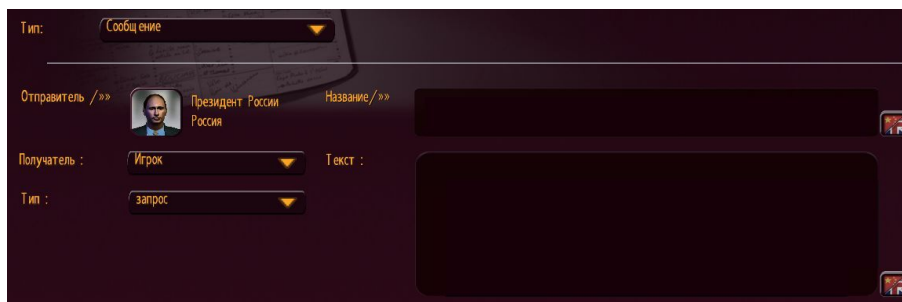 Тип: Сообщение
Отправитель /»» Президент России Название/»»
Россия
Получатель : Игрок Текст :
Тип : запрос